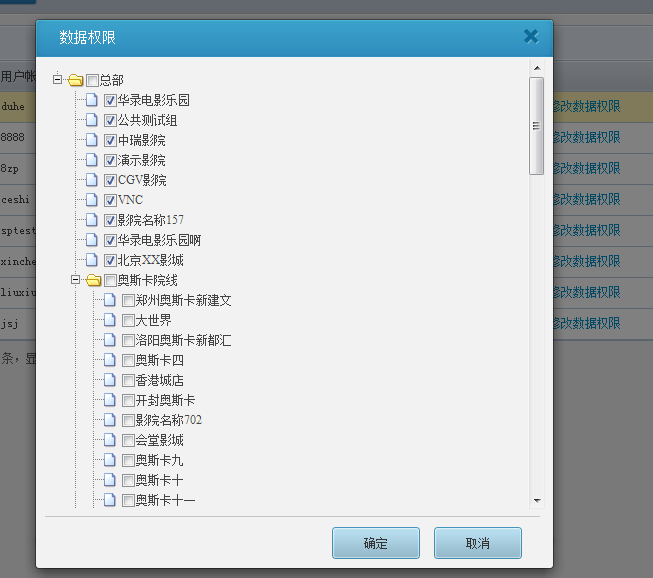 数据权限
总部
华录电影乐园
公共测试组
中瑞影院
演示影院
CGV影院
VNC
影院名称157
华录电影乐园啊
北京XX影城
奥斯卡院线
郑州奥斯卡新建文
大世界
洛阳奥斯卡新都汇
奥斯卡四
香港城店
开封奥斯卡
影院名称702
会堂影城
奥斯卡九
奥斯卡十
奥斯卡十一
确定 取消
用户帐
duhe 修改数据权限
8888 修改数据权限
8zp 修改数据权限
ceshi 修改数据权限
sptest 修改数据权限
xinche 修改数据权限
liuxiu 修改数据权限
jsj 修改数据权限
条，显